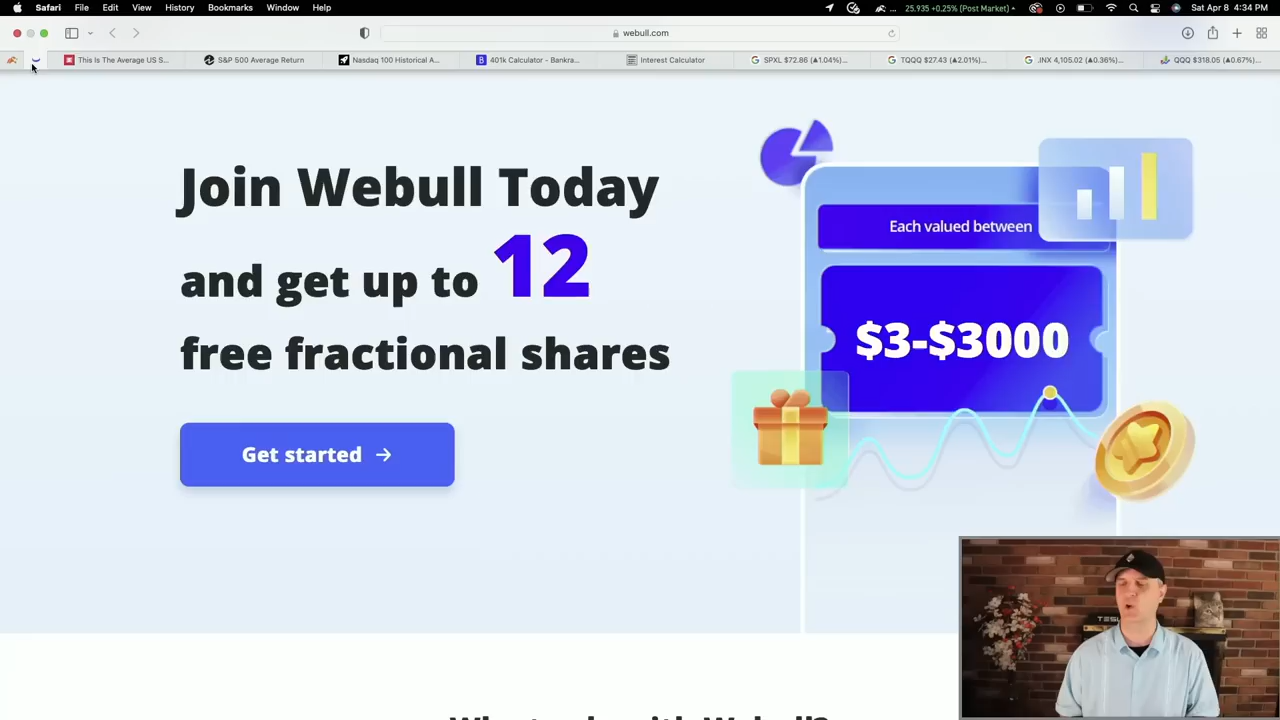 Safari File Edit View History Bookmarks Window Help
25.935 +0.25% (Post Market)
Sat Apr 8 4:34 PM
webull.com
This Is The Average US S...
S&P 500 Average Return
Nasdaq 100 Historical A...
401k Calculator - Bankra...
Interest Calculator
SPXL $72.86 (▲1.04%)...
TQQQ $27.43 (▲2.01%)...
.INX 4,105.02 (▲0.36%)...
QQQ $318.05 (▲0.67%)...
Join Webull Today
and get up to 12
free fractional shares
Get started →
Each valued between
$3-$3000